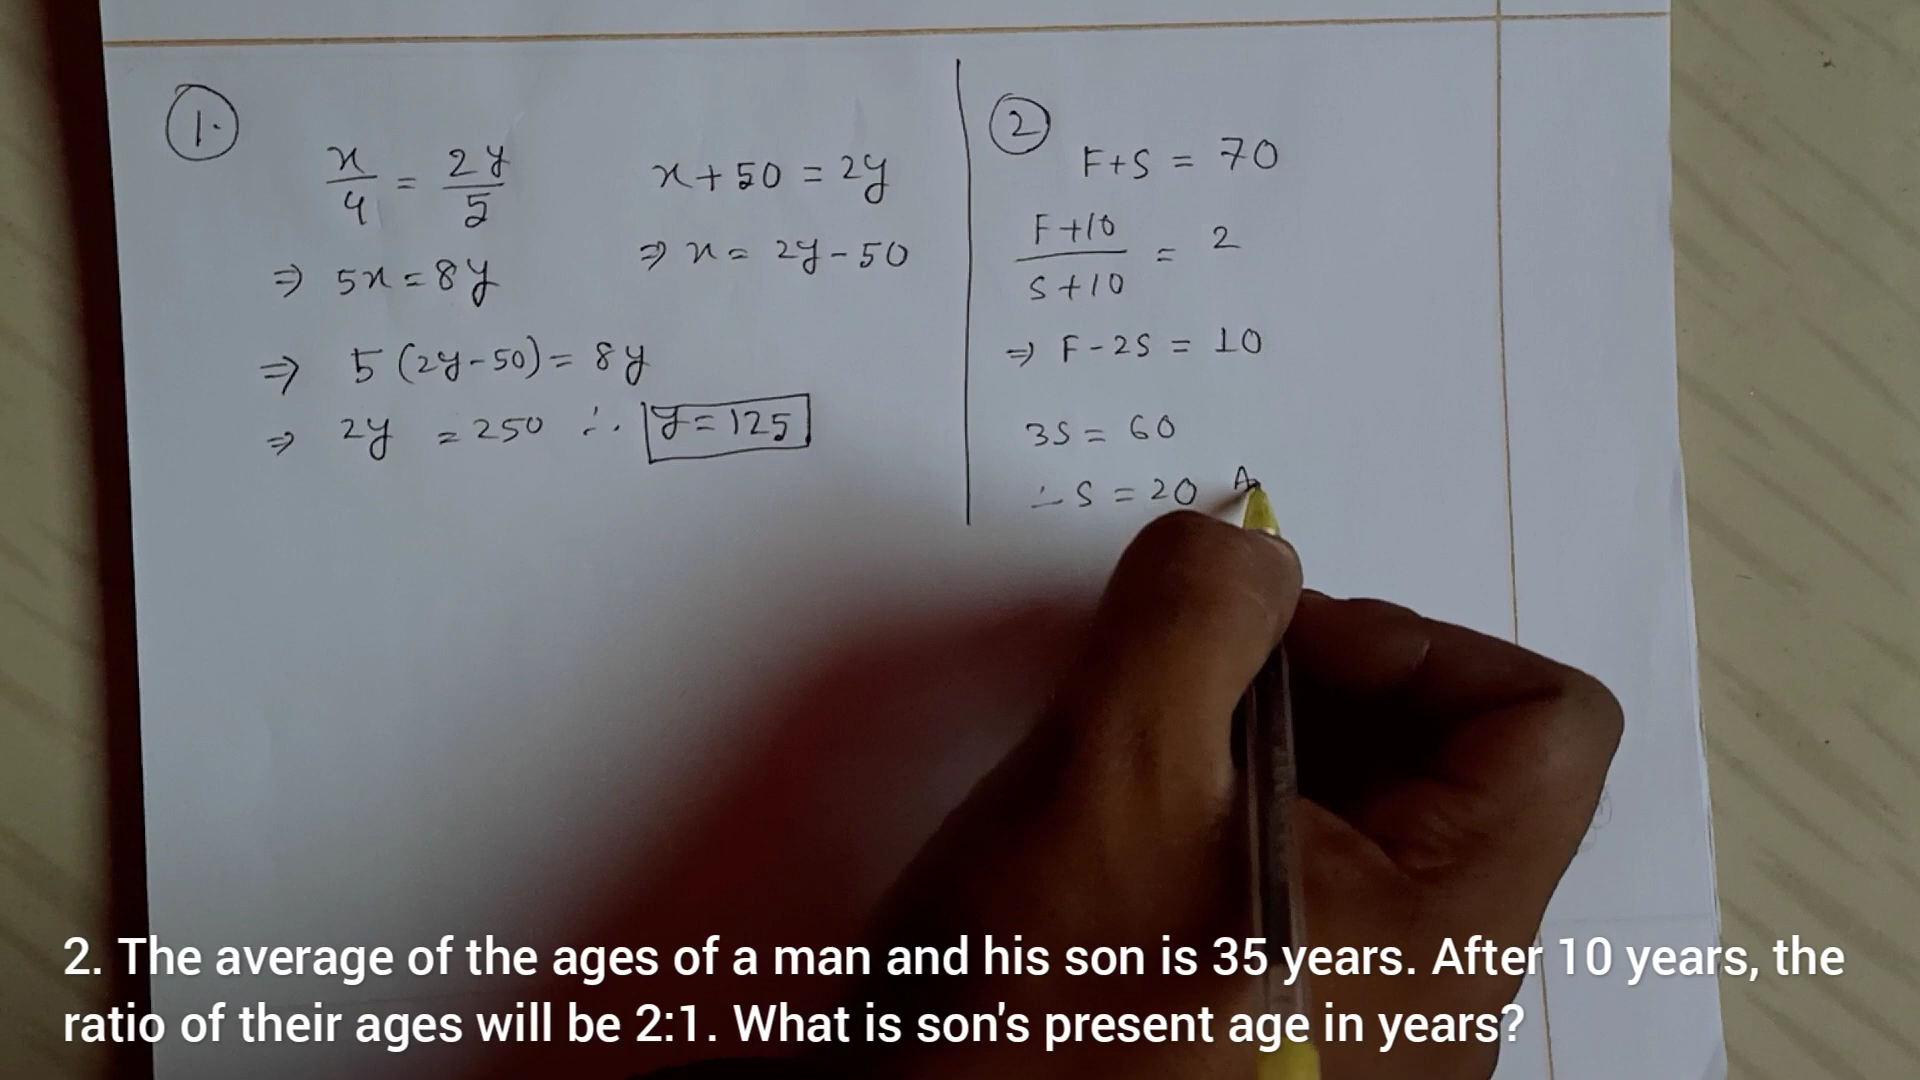 1.
x/4 = 2y/5
x + 50 = 2y
⇒ 5x = 8y
⇒ x = 2y - 50
⇒ 5 (2y - 50) = 8y
⇒ 2y = 250 ∴ y = 125
2
F + S = 70
F + 10 / S + 10 = 2
⇒ F - 2S = 10
3S = 60
∴ S = 20 A
2. The average of the ages of a man and his son is 35 years. After 10 years, the
ratio of their ages will be 2:1. What is son's present age in years?